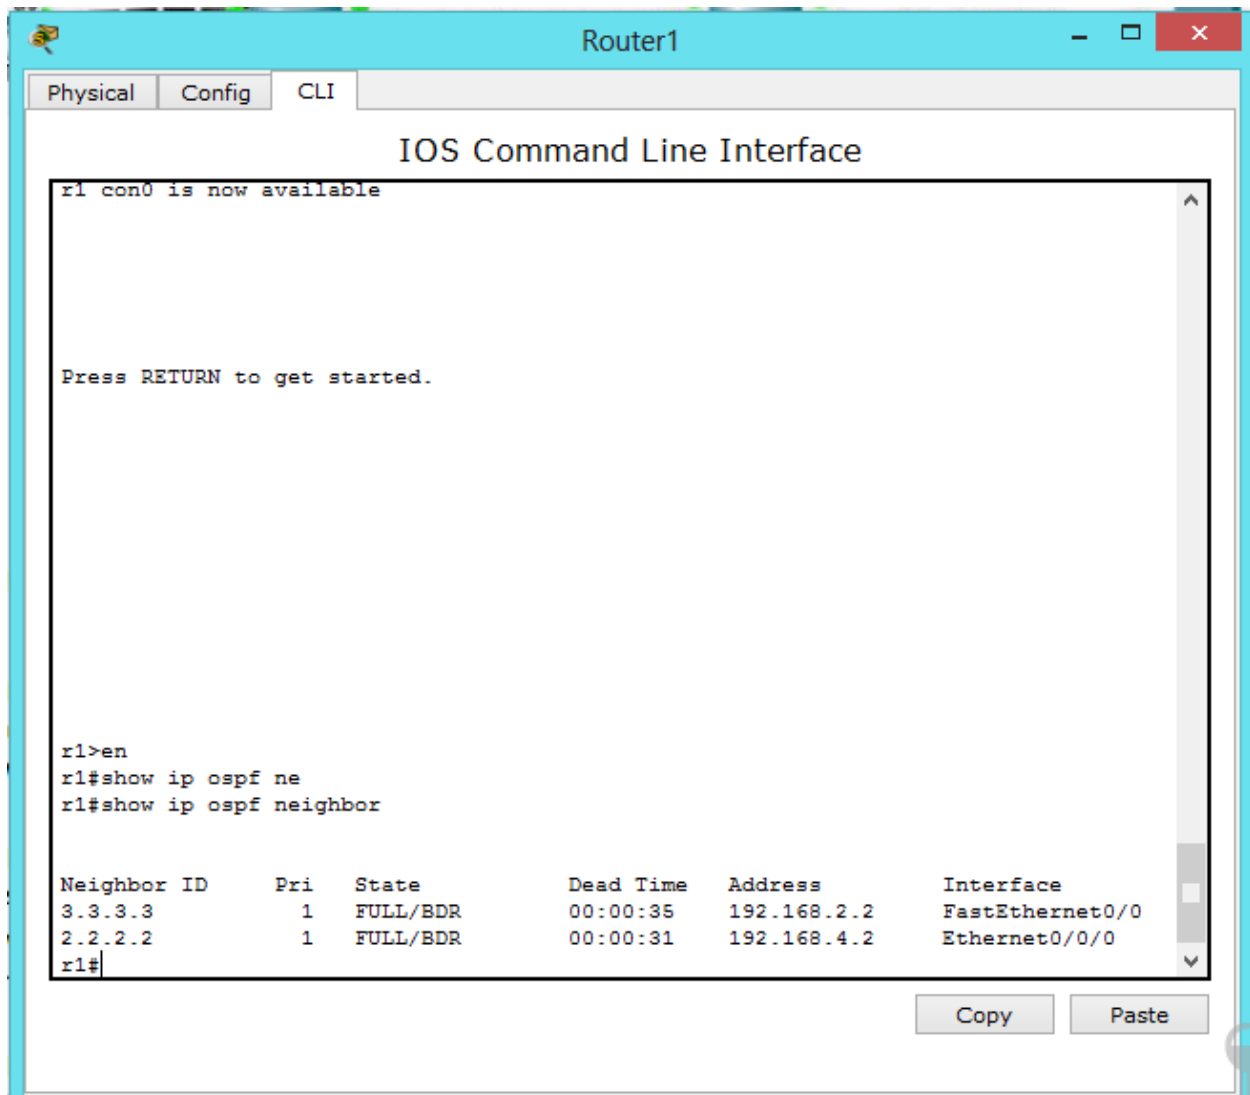 Router1
Physical Config CLI
IOS Command Line Interface
r1 con0 is now available
Press RETURN to get started.
r1>en
r1#show ip ospf ne
r1#show ip ospf neighbor
Neighbor ID Pri State Dead Time Address Interface
3.3.3.3 1 FULL/BDR 00:00:35 192.168.2.2 FastEthernet0/0
2.2.2.2 1 FULL/BDR 00:00:31 192.168.4.2 Ethernet0/0/0
r1#
Copy Paste